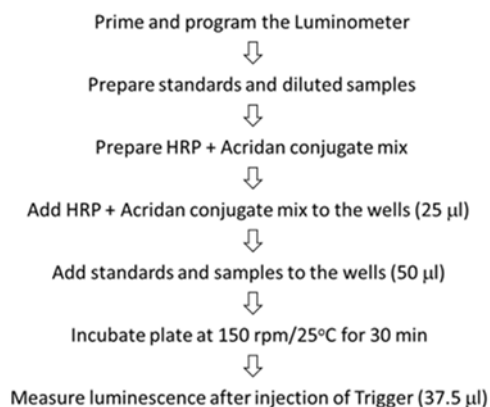 Prime and program the Luminometer
Prepare standards and diluted samples
Prepare HRP + Acridan conjugate mix
Add HRP + Acridan conjugate mix to the wells (25 µl)
Add standards and samples to the wells (50 µl)
Incubate plate at 150 rpm/25°C for 30 min
Measure luminescence after injection of Trigger (37.5 µl)